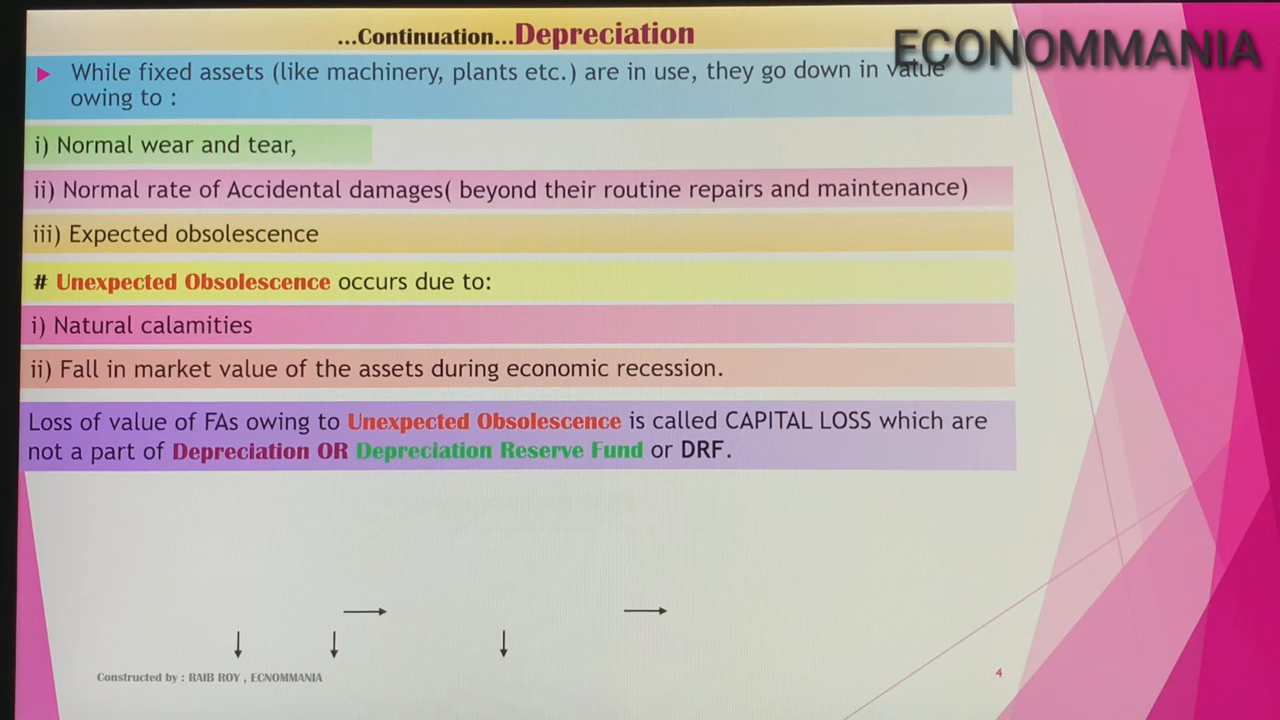 ...Continuation...Depreciation
ECONOMMANIA
While fixed assets (like machinery, plants etc.) are in use, they go down in value
owing to :
i) Normal wear and tear,
ii) Normal rate of Accidental damages( beyond their routine repairs and maintenance)
iii) Expected obsolescence
# Unexpected Obsolescence occurs due to:
i) Natural calamities
ii) Fall in market value of the assets during economic recession.
Loss of value of FAs owing to Unexpected Obsolescence is called CAPITAL LOSS which are
not a part of Depreciation OR Depreciation Reserve Fund or DRF.
Constructed by : RAIB ROY , ECNOMMANIA
4